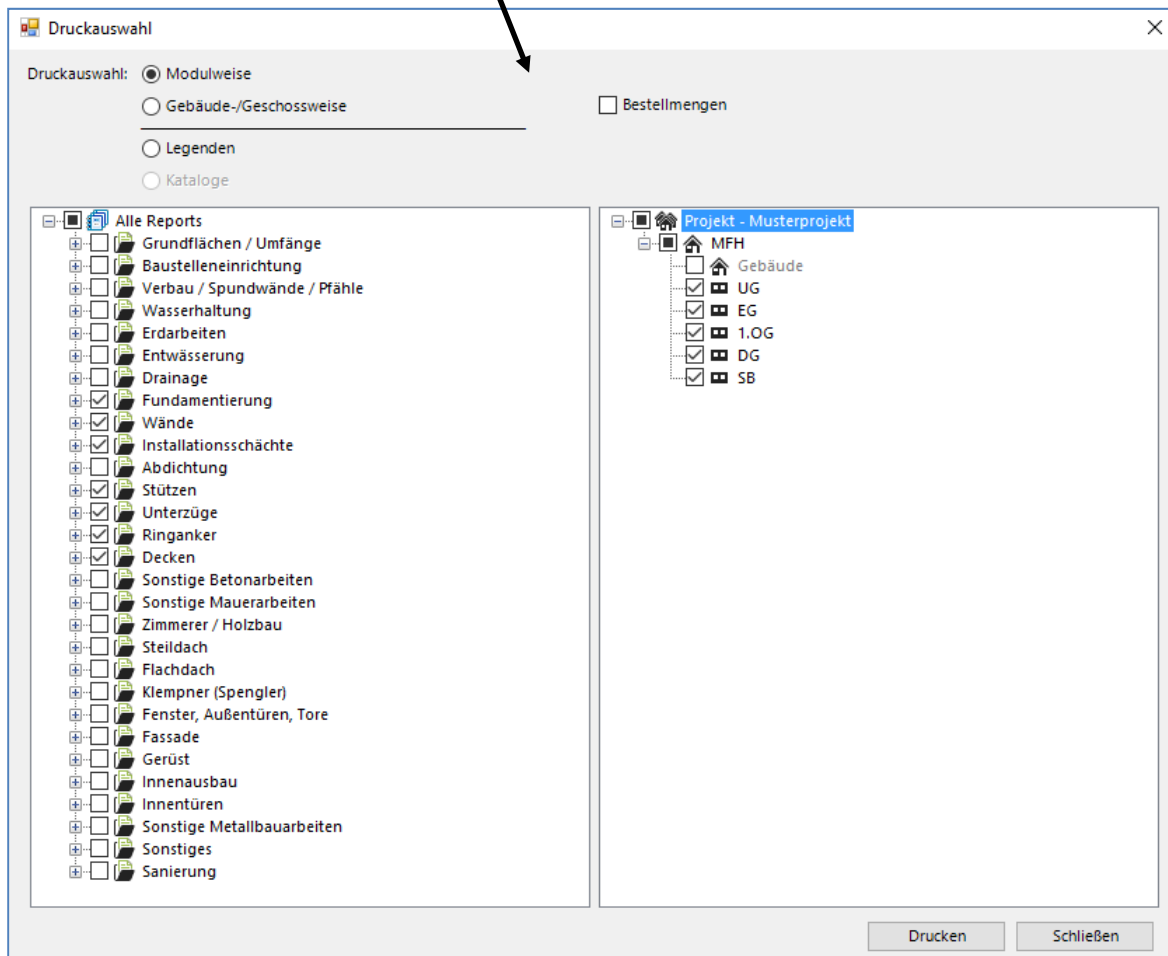 Druckauswahl
Druckauswahl: Modulweise
Gebäude-/Geschossweise
Bestellmengen
Legenden
Kataloge
Alle Reports
Grundflächen / Umfänge
Baustelleneinrichtung
Verbau / Spundwände / Pfähle
Wasserhaltung
Erdarbeiten
Entwässerung
Drainage
Fundamentierung
Wände
Installationsschächte
Abdichtung
Stützen
Unterzüge
Ringanker
Decken
Sonstige Betonarbeiten
Sonstige Mauerarbeiten
Zimmerer / Holzbau
Steildach
Flachdach
Klempner (Spengler)
Fenster, Außentüren, Tore
Fassade
Gerüst
Innenausbau
Innentüren
Sonstige Metallbauarbeiten
Sonstiges
Sanierung
Projekt - Musterprojekt
MFH
Gebäude
UG
EG
1.OG
DG
SB
Drucken
Schließen